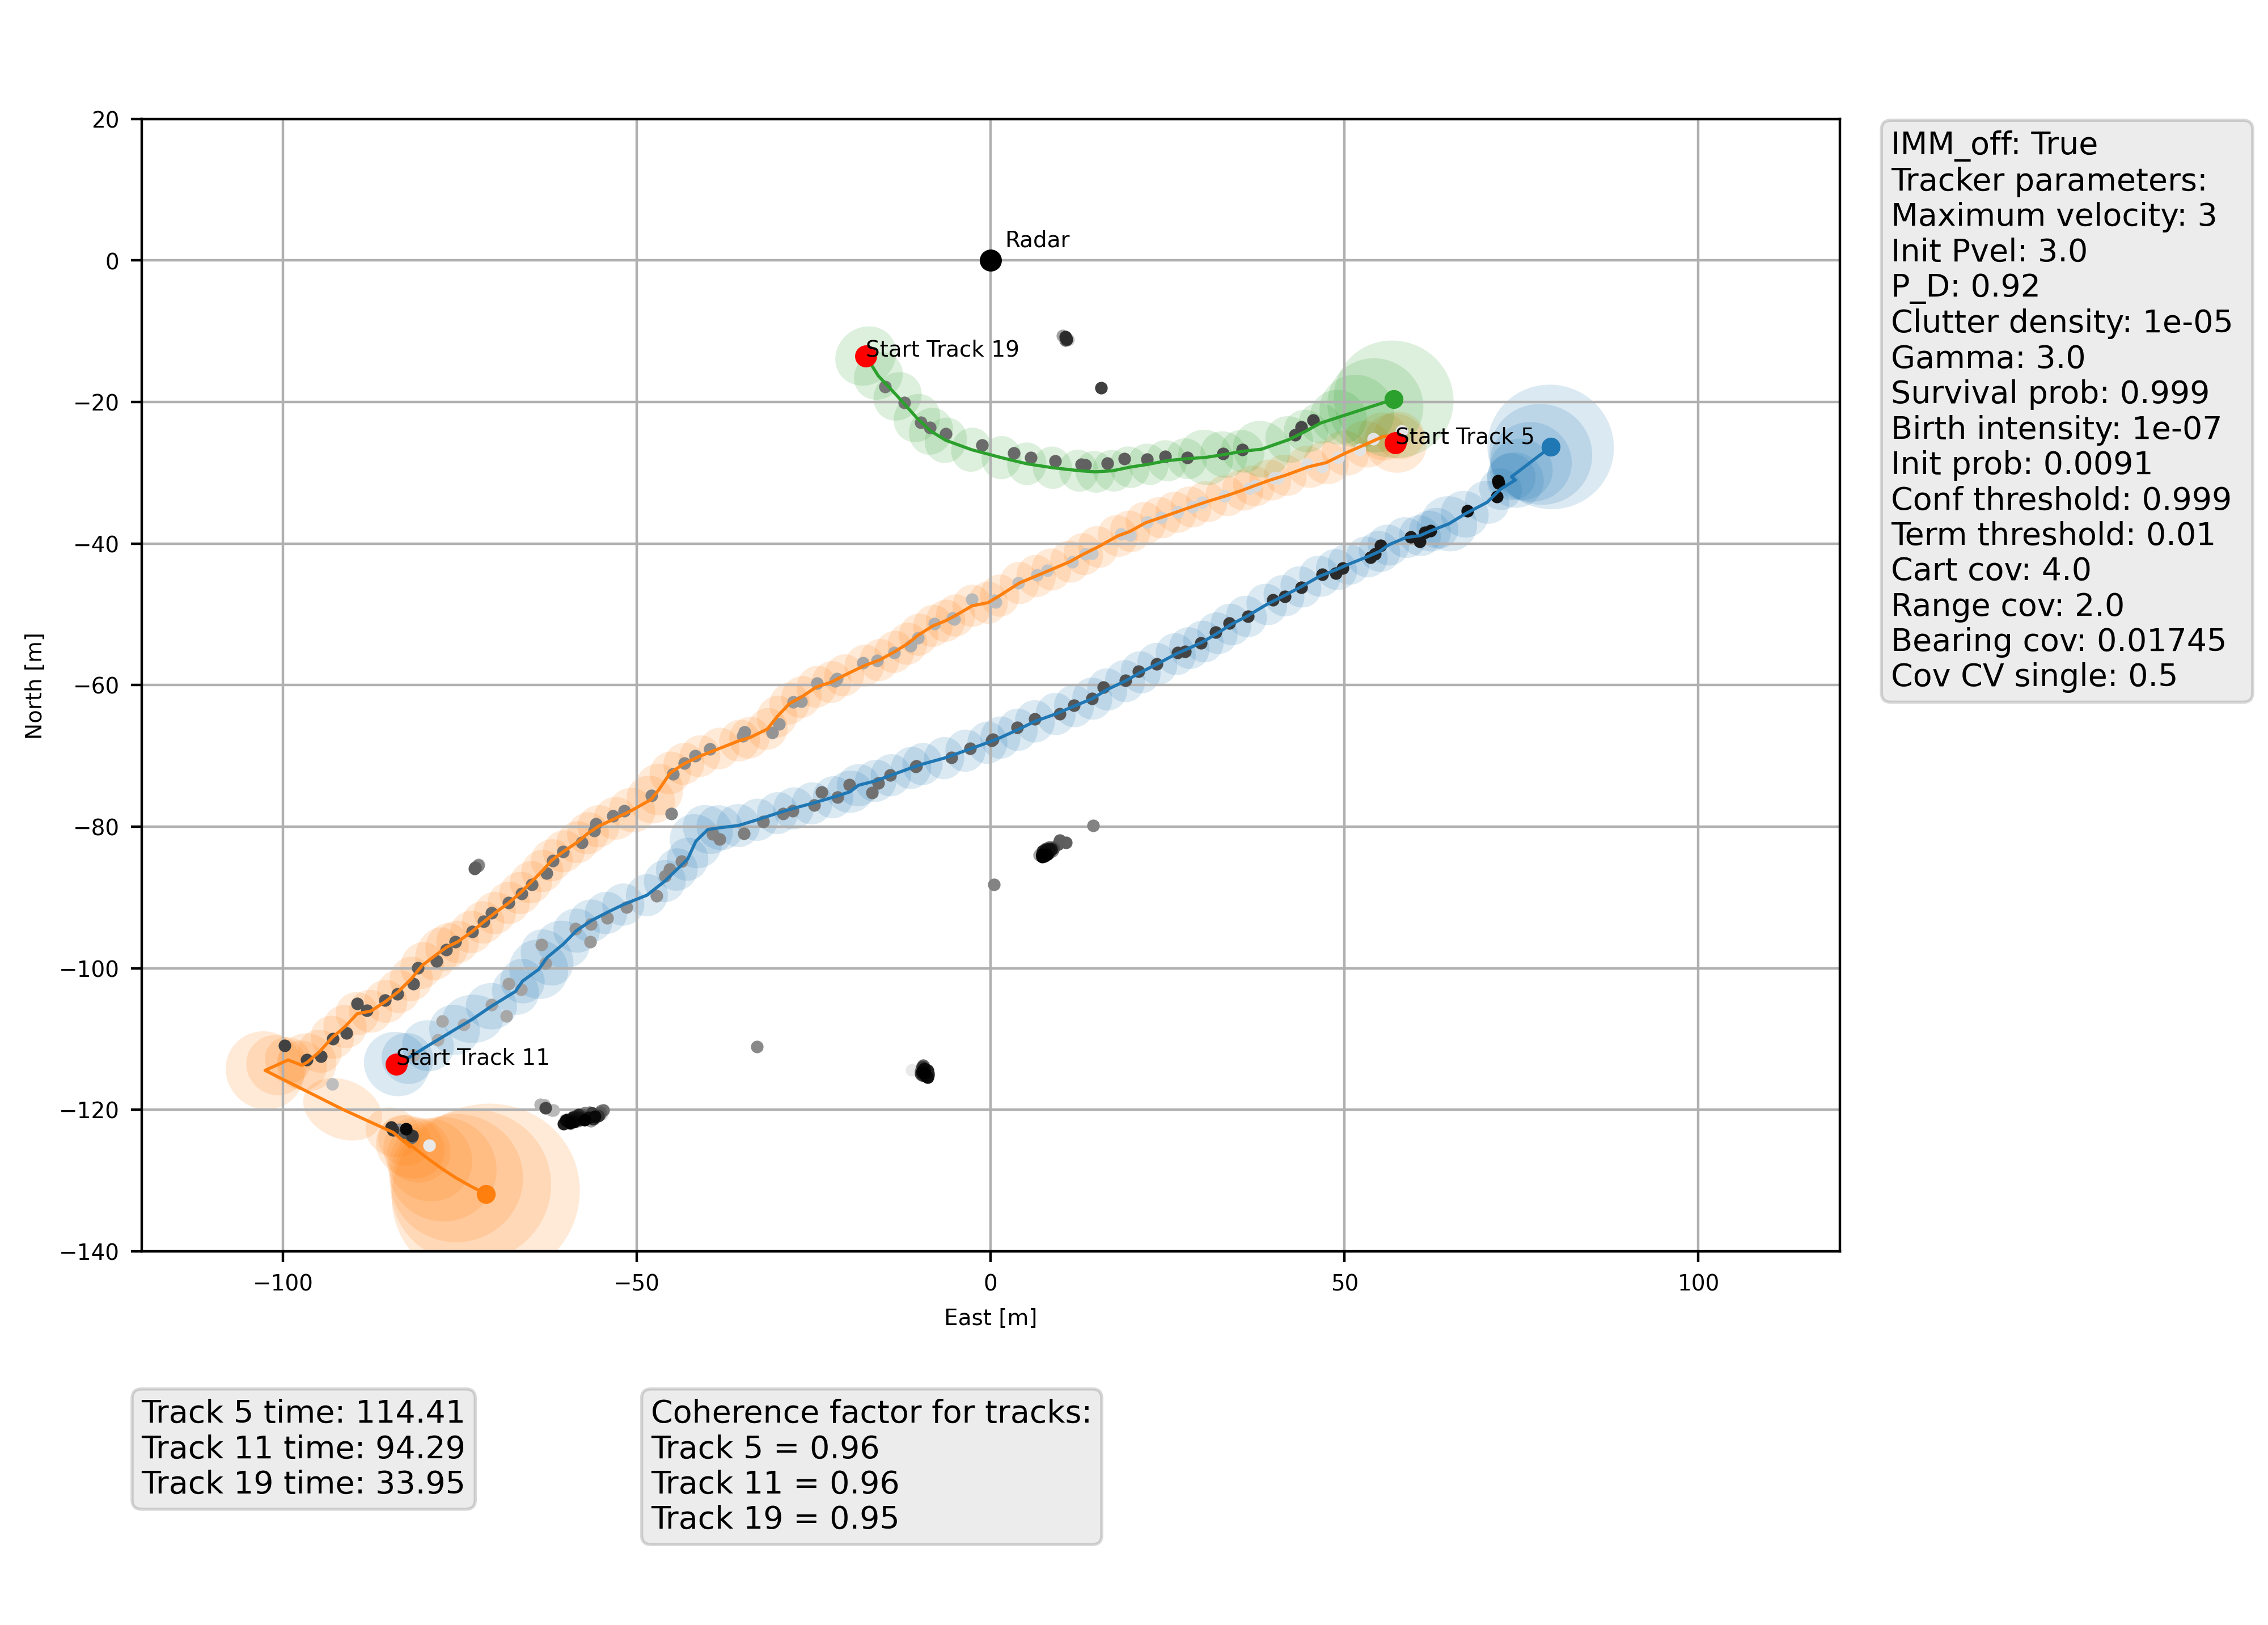 20
0
−20
−40
−60
−80
−100
−120
−140
North [m]
Radar
Start Track 19
Start Track 5
Start Track 11
−100
−50
0
50
100
East [m]
IMM_off: True
Tracker parameters:
Maximum velocity: 3
Init Pvel: 3.0
P_D: 0.92
Clutter density: 1e-05
Gamma: 3.0
Survival prob: 0.999
Birth intensity: 1e-07
Init prob: 0.0091
Conf threshold: 0.999
Term threshold: 0.01
Cart cov: 4.0
Range cov: 2.0
Bearing cov: 0.01745
Cov CV single: 0.5
Track 5 time: 114.41
Track 11 time: 94.29
Track 19 time: 33.95
Coherence factor for tracks:
Track 5 = 0.96
Track 11 = 0.96
Track 19 = 0.95